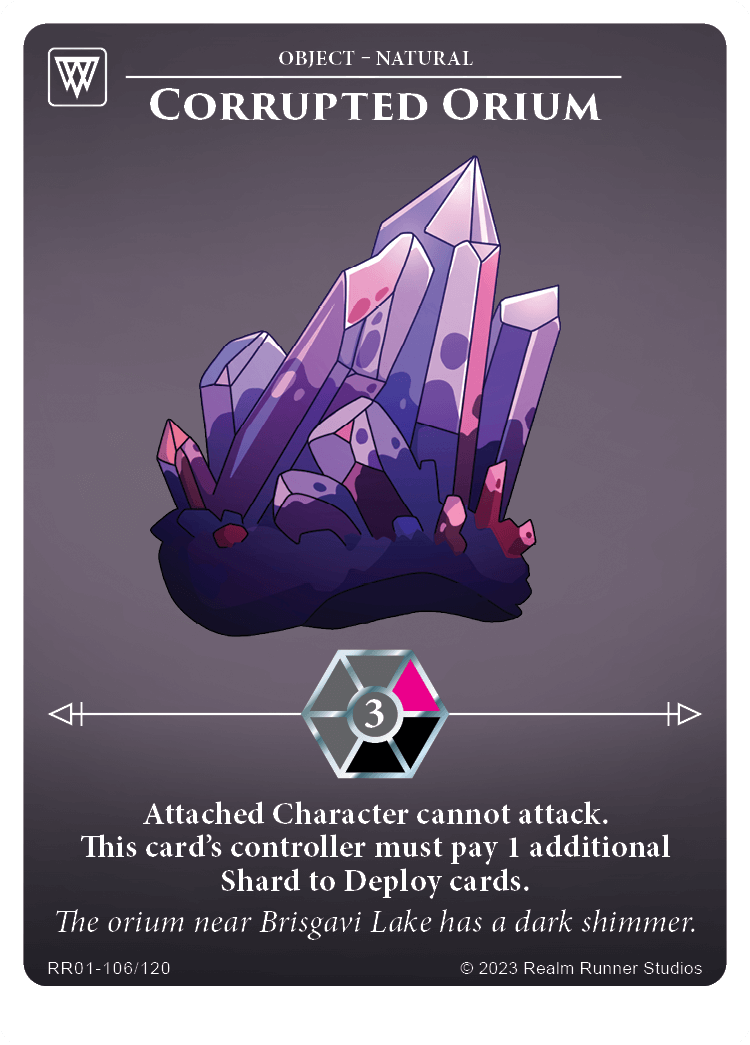 OBJECT – NATURAL
CORRUPTED ORIUM
3
Attached Character cannot attack.
This card's controller must pay 1 additional
Shard to Deploy cards.
The orium near Brisgavi Lake has a dark shimmer.
RR01-106/120
© 2023 Realm Runner Studios